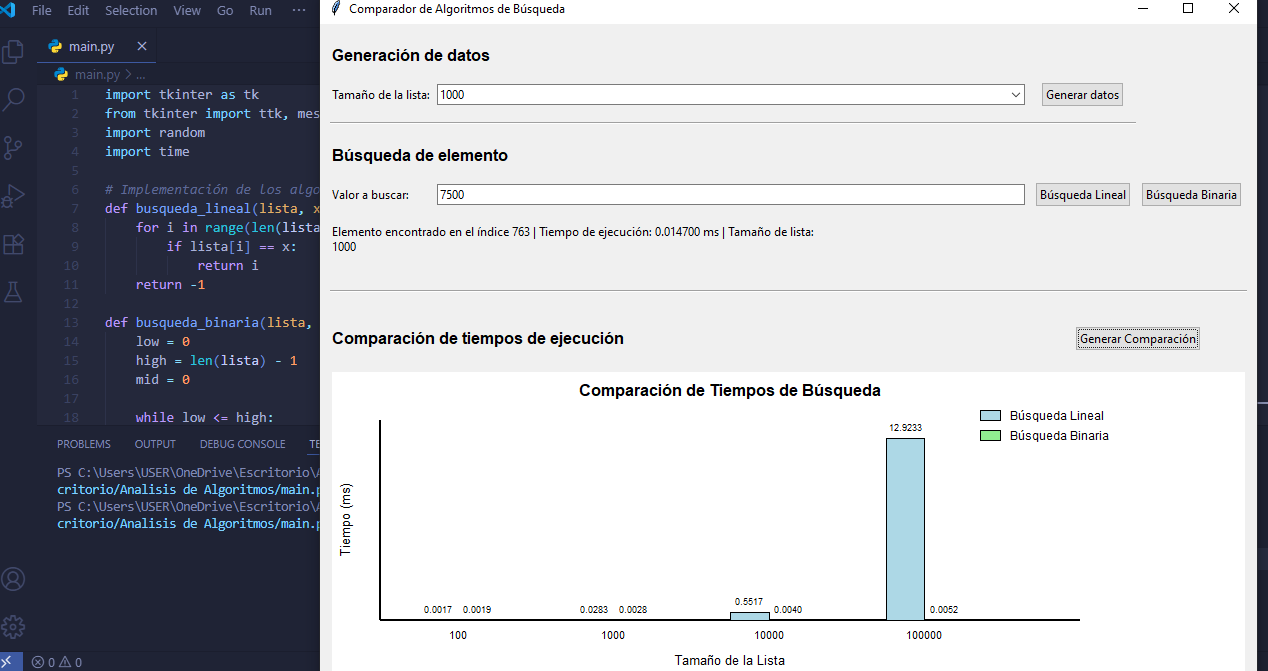 File Edit Selection View Go Run ···
main.py
main.py > ...
1 import tkinter as tk
2 from tkinter import ttk, mes
3 import random
4 import time
5
6 # Implementación de los algo
7 def busqueda_lineal(lista, x
8 for i in range(len(lista
9 if lista[i] == x:
10 return i
11 return -1
12
13 def busqueda_binaria(lista,
14 low = 0
15 high = len(lista) - 1
16 mid = 0
17
18 while low <= high:
PROBLEMS OUTPUT DEBUG CONSOLE TE
PS C:\Users\USER\OneDrive\Escritorio\A
critorio/Analisis de Algoritmos/main.p
PS C:\Users\USER\OneDrive\Escritorio\A
critorio/Analisis de Algoritmos/main.p
0 0
Comparador de Algoritmos de Búsqueda
Generación de datos
Tamaño de la lista: 1000 Generar datos
Búsqueda de elemento
Valor a buscar: 7500 Búsqueda Lineal Búsqueda Binaria
Elemento encontrado en el índice 763 | Tiempo de ejecución: 0.014700 ms | Tamaño de lista:
1000
Comparación de tiempos de ejecución Generar Comparación
Comparación de Tiempos de Búsqueda
Búsqueda Lineal
Búsqueda Binaria
12.9233
Tiempo (ms)
0.5517
0.0017 0.0019 0.0283 0.0028 0.0040 0.0052
100 1000 10000 100000
Tamaño de la Lista